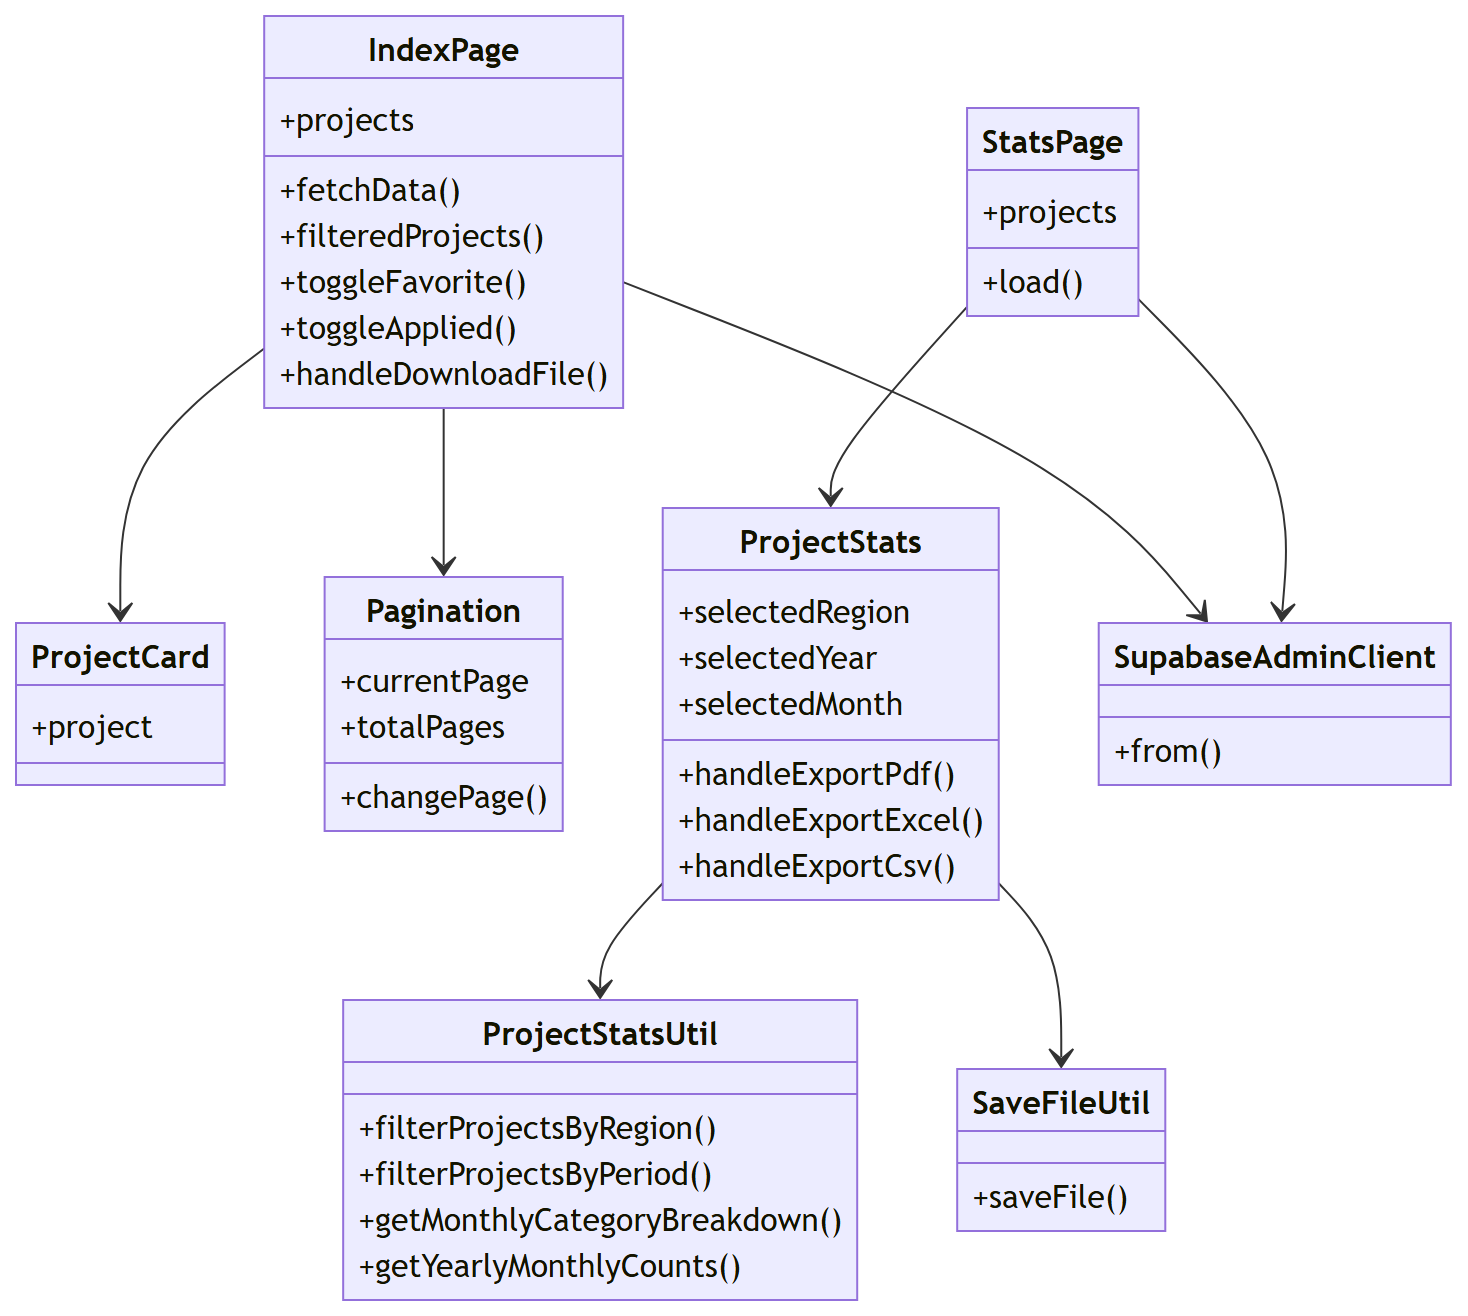 IndexPage
+projects
+fetchData()
+filteredProjects()
+toggleFavorite()
+toggleApplied()
+handleDownloadFile()
StatsPage
+projects
+load()
ProjectCard
+project
Pagination
+currentPage
+totalPages
+changePage()
ProjectStats
+selectedRegion
+selectedYear
+selectedMonth
+handleExportPdf()
+handleExportExcel()
+handleExportCsv()
SupabaseAdminClient
+from()
ProjectStatsUtil
+filterProjectsByRegion()
+filterProjectsByPeriod()
+getMonthlyCategoryBreakdown()
+getYearlyMonthlyCounts()
SaveFileUtil
+saveFile()